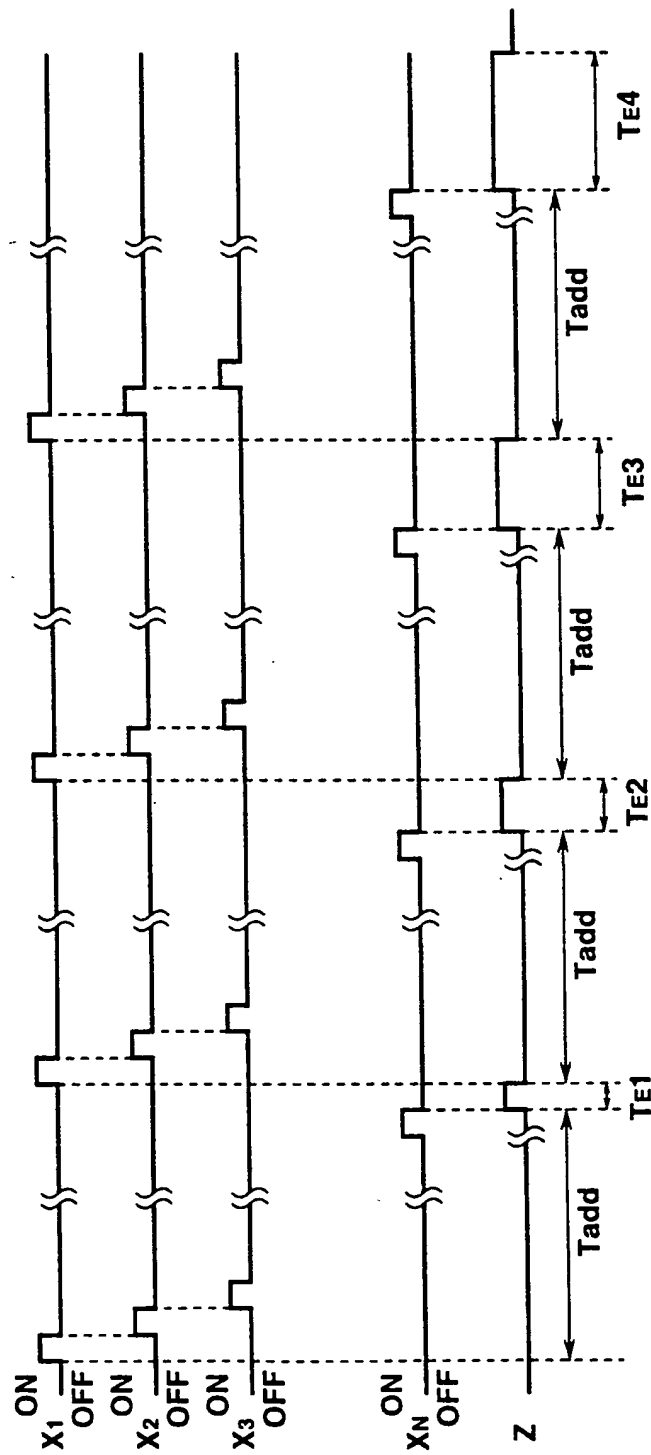 X1 ON OFF
X2 ON OFF
X3 ON OFF
XN ON OFF
Z
Tadd TE1 Tadd TE2 Tadd TE3 Tadd TE4